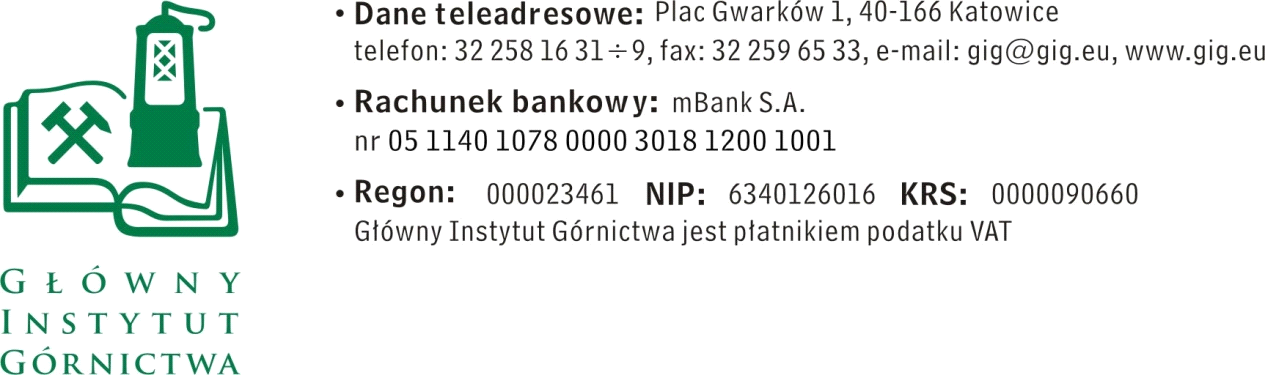 • Dane teleadresowe: Plac Gwarków 1, 40-166 Katowice
telefon: 32 258 16 31÷9, fax: 32 259 65 33, e-mail: gig@gig.eu, www.gig.eu
• Rachunek bankowy: mBank S.A.
nr 05 1140 1078 0000 3018 1200 1001
• Regon: 000023461 NIP: 6340126016 KRS: 0000090660
Główny Instytut Górnictwa jest płatnikiem podatku VAT
GŁÓWNY
INSTYTUT
GÓRNICTWA